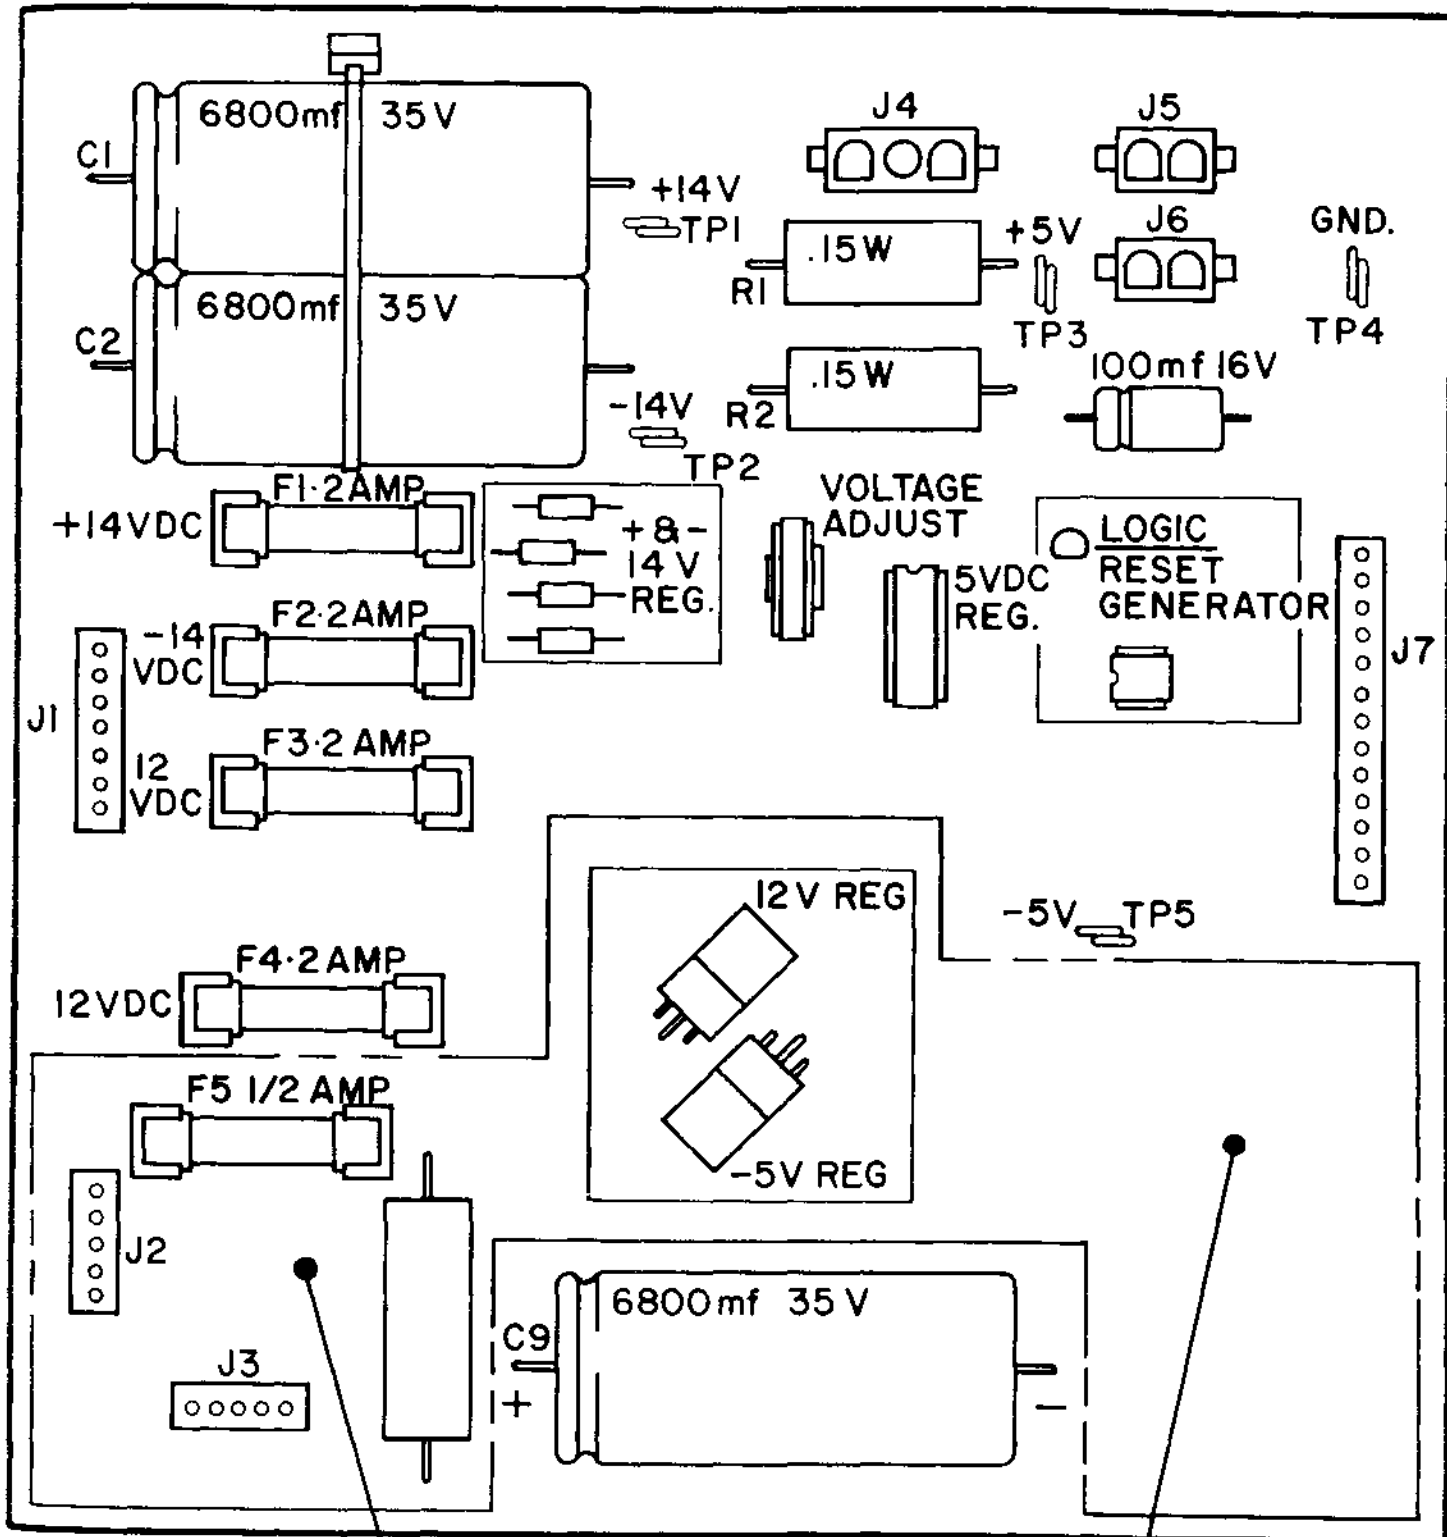 6800mf 35V
C1
+14V
TP1
6800mf 35V
C2
-14V
TP2
J4
J5
.15W
R1
+5V
TP3
J6
GND.
TP4
.15W
R2
100mf 16V
F1·2AMP
+14VDC
+&-
14V
REG.
VOLTAGE
ADJUST
5VDC
REG.
LOGIC
RESET
GENERATOR
J7
F2·2AMP
-14
VDC
J1
F3·2 AMP
12
VDC
12V REG
-5V REG
-5V TP5
F4·2AMP
12VDC
F5 1/2 AMP
J2
J3
6800mf 35V
C9
+
-